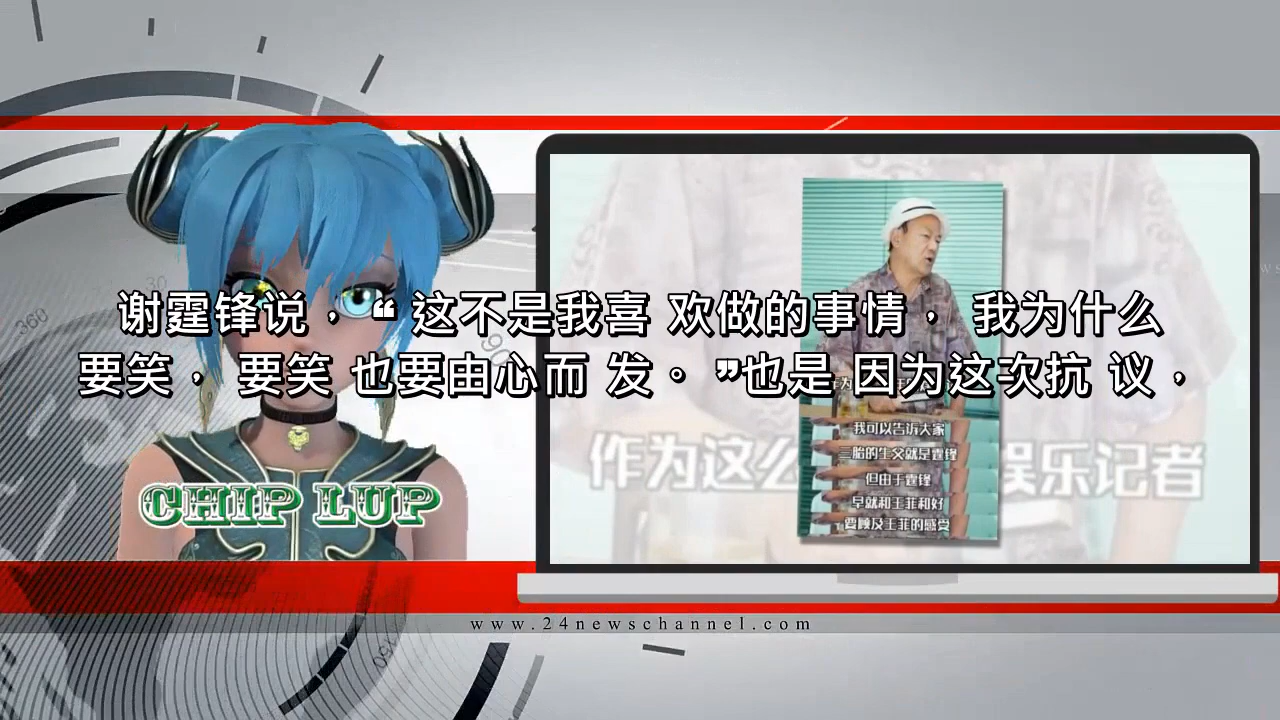 谢霆锋说，❝ 这不是我喜 欢做的事情， 我为什么
要笑， 要笑 也要由心而 发。❞也是 因为这次抗 议，
我可以告诉大家
三胎的生父就是霆锋
但由于霆锋
早就和王菲和好
要顾及王菲的感受
作为这么
娱乐记者
CHIP LUP
www.24newschannel.com